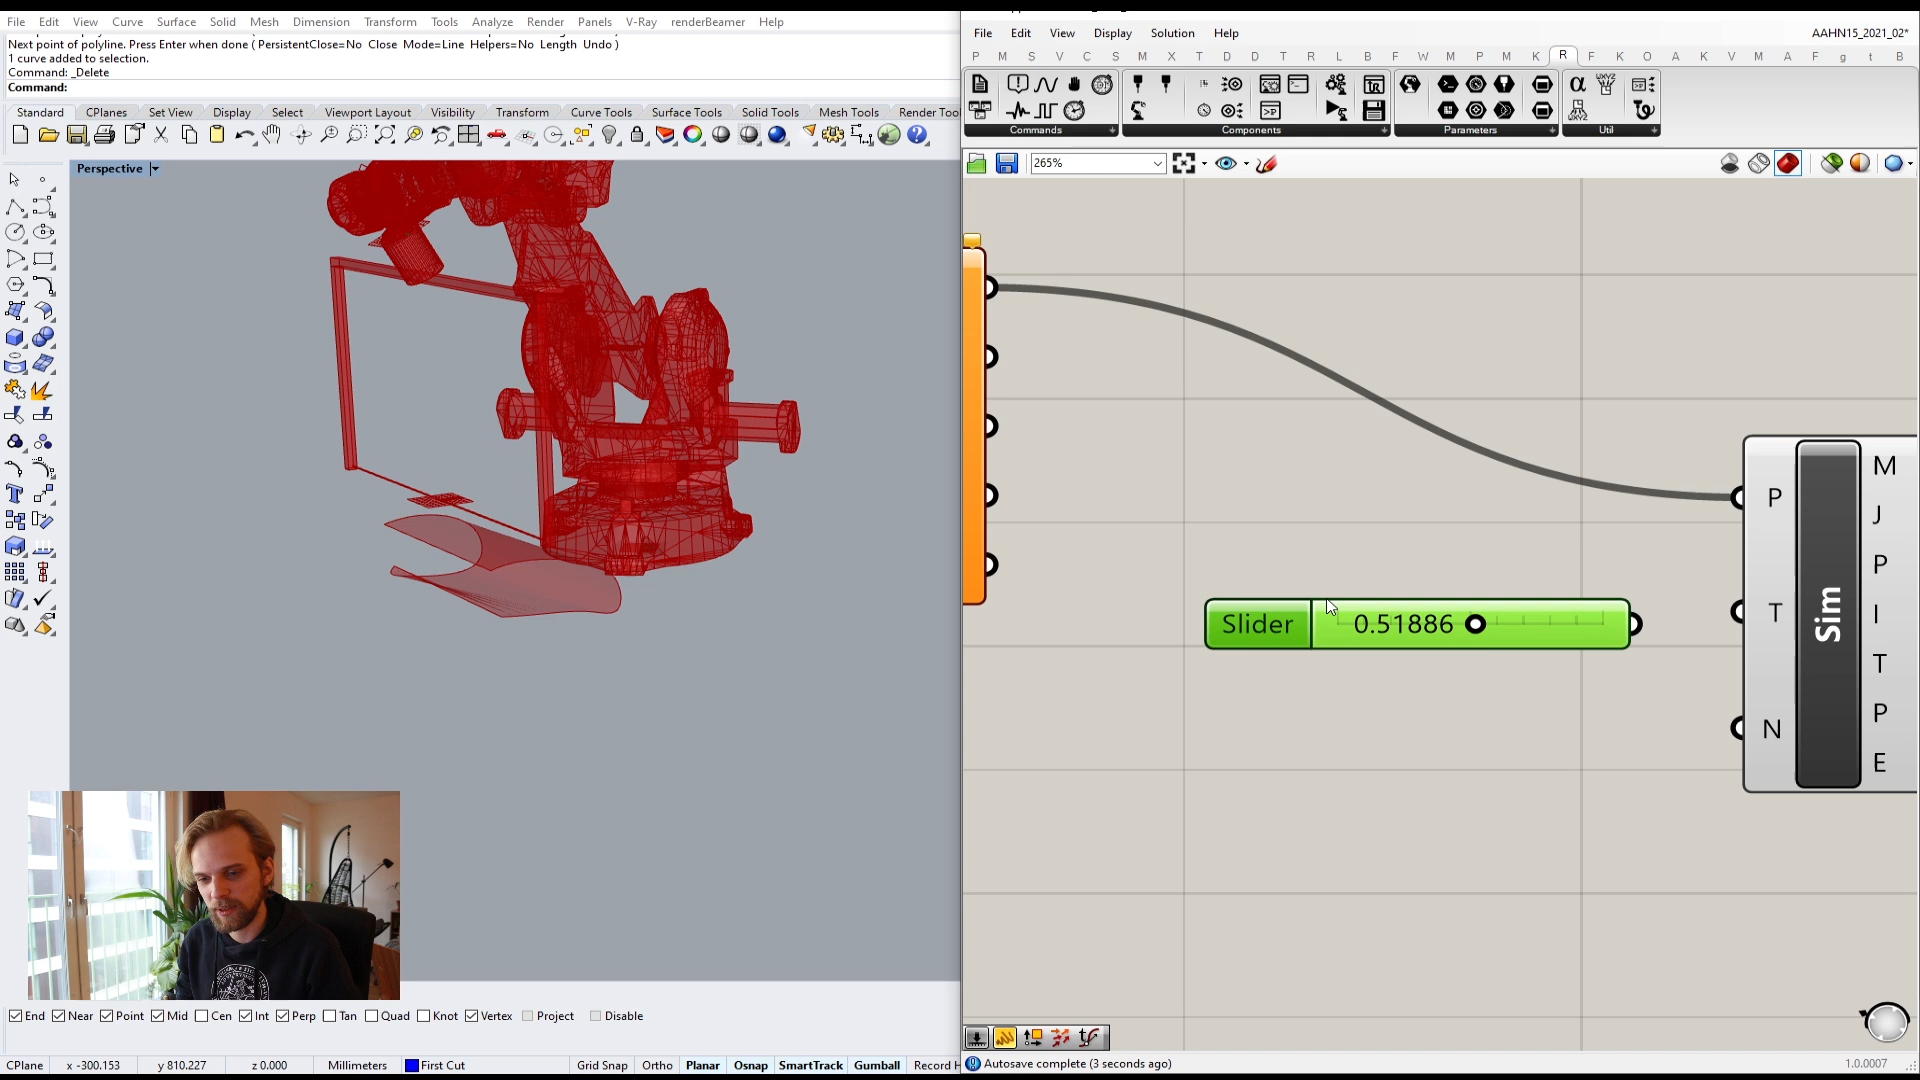 File Edit View Curve Surface Solid Mesh Dimension Transform Tools Analyze Render Panels V-Ray renderBeamer Help
Next point of polyline. Press Enter when done ( PersistentClose=No Close Mode=Line Helpers=No Length Undo )
1 curve added to selection.
Command: _Delete
Command:
Standard CPlanes Set View Display Select Viewport Layout Visibility Transform Curve Tools Surface Tools Solid Tools Mesh Tools Render Too
Perspective
End Near Point Mid Cen Int Perp Tan Quad Knot Vertex Project Disable
CPlane x -300.153 y 810.227 z 0.000 Millimeters First Cut Grid Snap Ortho Planar Osnap SmartTrack Gumball Record H
File Edit View Display Solution Help AAHN15_2021_02*
P M S V C S M X T D D T R L B F W M P M K R F K O A K V M A F g t B
Commands Components Parameters Util
265%
Slider 0.51886
P
T
N
Sim
M
J
P
I
T
P
E
Autosave complete (3 seconds ago) 1.0.0007